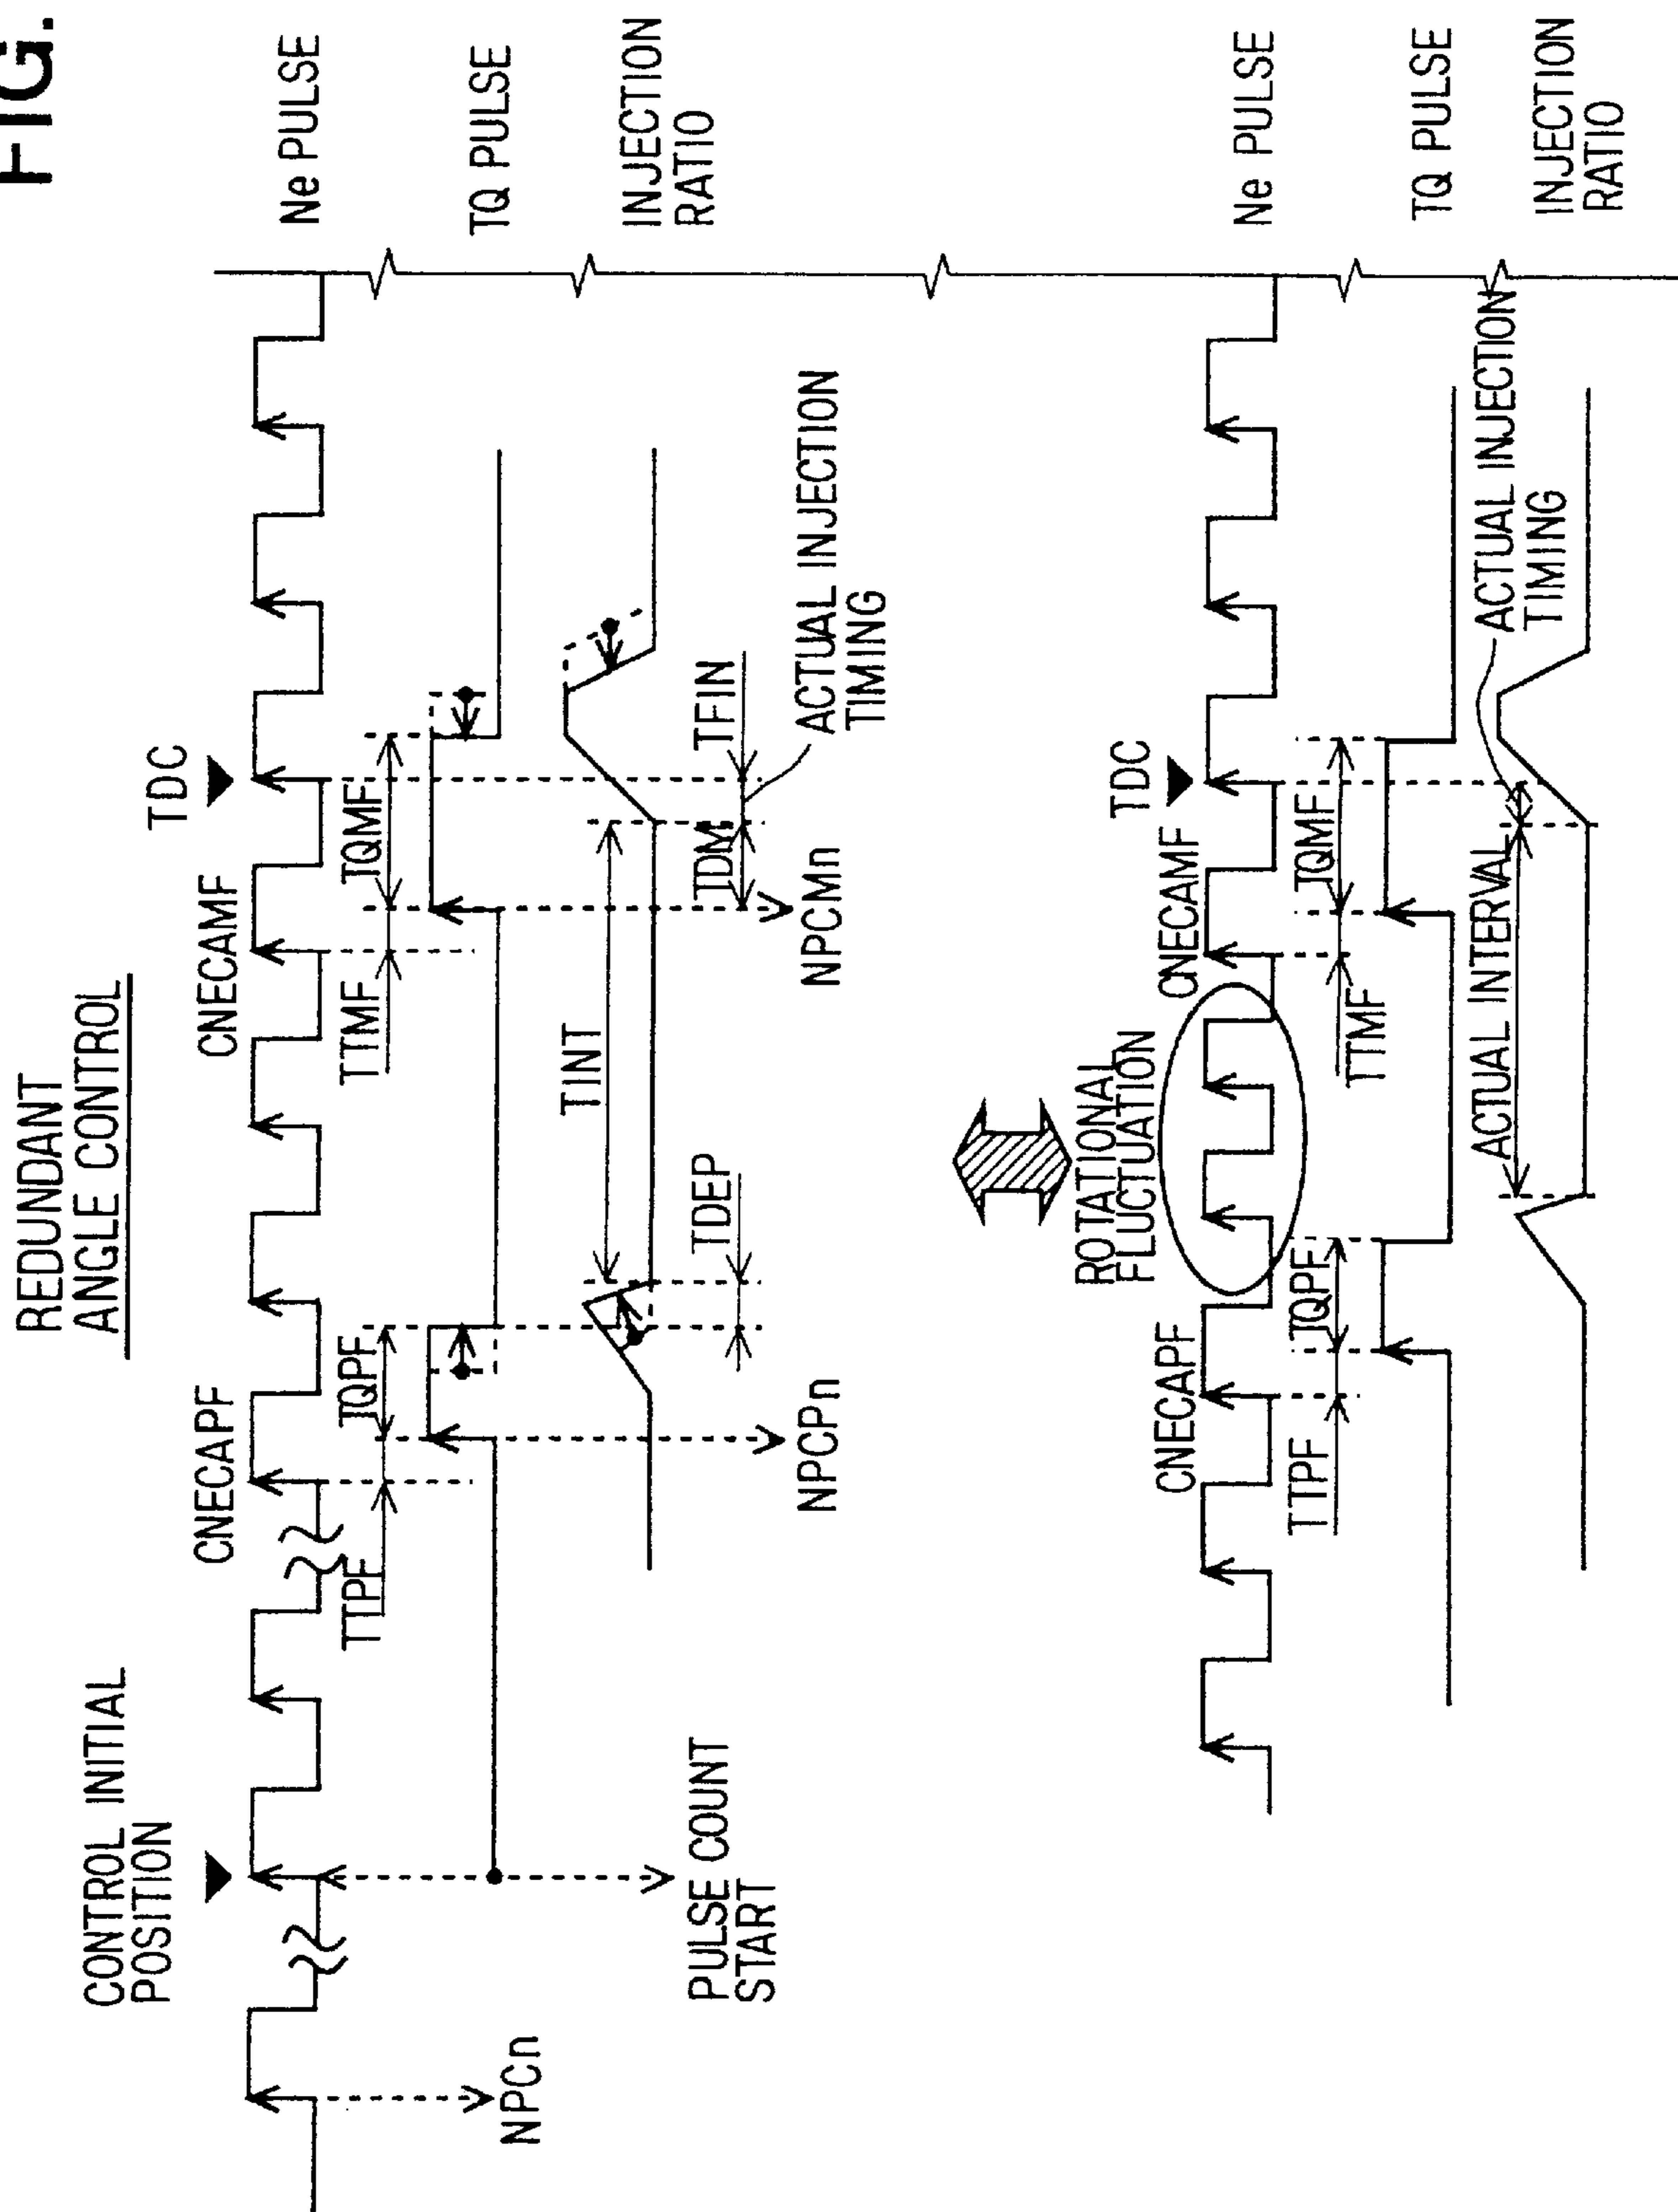 FIG.
REDUNDANT
ANGLE CONTROL
CONTROL INITIAL
POSITION
TDC
CNECAPF
CNECAMF
Ne PULSE
TTPF
TQPF
TTMF
TQMF
TQ PULSE
NPCn
TINT
INJECTION
RATIO
PULSE COUNT
START
TDEP
TDM
TFIN
NPCPn
NPCMn
ACTUAL INJECTION
TIMING
ROTATIONAL
FLUCTUATION
TDC
CNECAPF
CNECAMF
Ne PULSE
TTPF
TQPF
TTMF
TQMF
TQ PULSE
ACTUAL INTERVAL
ACTUAL INJECTION
TIMING
INJECTION
RATIO